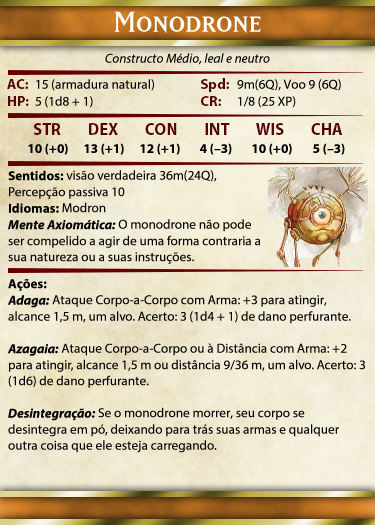 MONODRONE
Constructo Médio, leal e neutro
AC: 15 (armadura natural) Spd: 9m(6Q), Voo 9 (6Q)
HP: 5 (1d8 + 1) CR: 1/8 (25 XP)
STR DEX CON INT WIS CHA
10 (+0) 13 (+1) 12 (+1) 4 (–3) 10 (+0) 5 (–3)
Sentidos: visão verdadeira 36m(24Q),
Percepção passiva 10
Idiomas: Modron
Mente Axiomática: O monodrone não pode
ser compelido a agir de uma forma contraria a
sua natureza ou a suas instruções.
Ações:
Adaga: Ataque Corpo-a-Corpo com Arma: +3 para atingir,
alcance 1,5 m, um alvo. Acerto: 3 (1d4 + 1) de dano perfurante.
Azagaia: Ataque Corpo-a-Corpo ou à Distância com Arma: +2
para atingir, alcance 1,5 m ou distância 9/36 m, um alvo. Acerto: 3
(1d6) de dano perfurante.
Desintegração: Se o monodrone morrer, seu corpo se
desintegra em pó, deixando para trás suas armas e qualquer
outra coisa que ele esteja carregando.